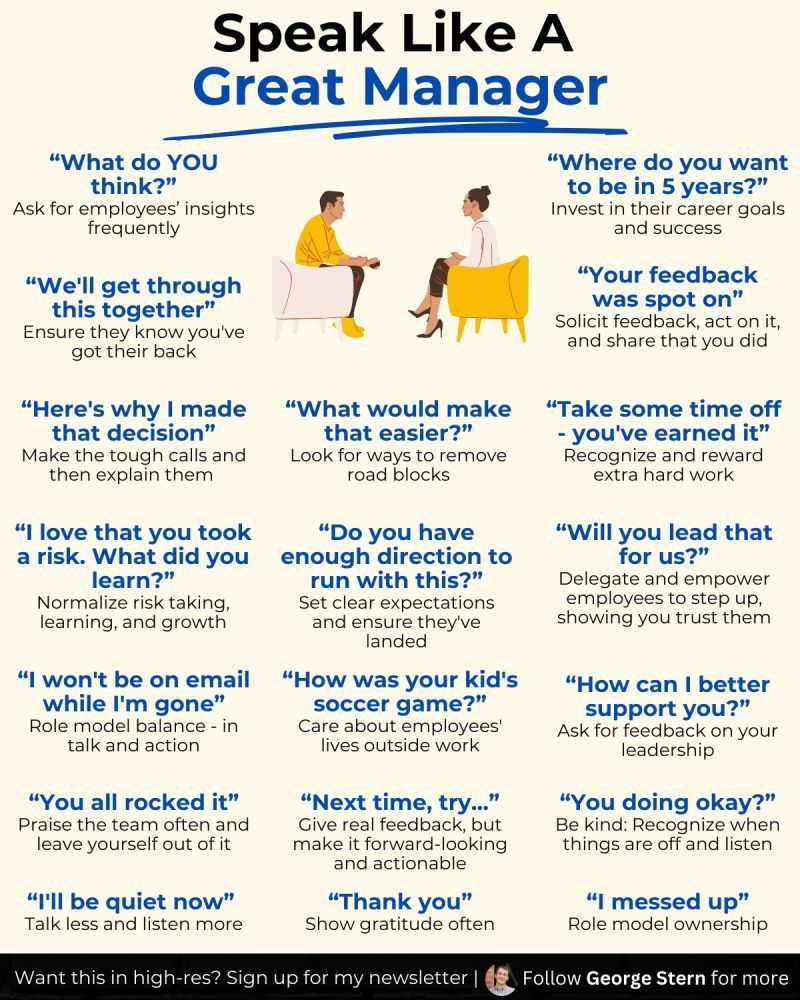 Speak Like A
Great Manager
“What do YOU
think?”
Ask for employees’ insights
frequently
“Where do you want
to be in 5 years?”
Invest in their career goals
and success
“We'll get through
this together”
Ensure they know you've
got their back
“Your feedback
was spot on”
Solicit feedback, act on it,
and share that you did
“Here's why I made
that decision”
Make the tough calls and
then explain them
“What would make
that easier?”
Look for ways to remove
road blocks
“Take some time off
- you've earned it”
Recognize and reward
extra hard work
“I love that you took
a risk. What did you
learn?”
Normalize risk taking,
learning, and growth
“Do you have
enough direction to
run with this?”
Set clear expectations
and ensure they've
landed
“Will you lead that
for us?”
Delegate and empower
employees to step up,
showing you trust them
“I won't be on email
while I'm gone”
Role model balance - in
talk and action
“How was your kid's
soccer game?”
Care about employees'
lives outside work
“How can I better
support you?”
Ask for feedback on your
leadership
“You all rocked it”
Praise the team often and
leave yourself out of it
“Next time, try...”
Give real feedback, but
make it forward-looking
and actionable
“You doing okay?”
Be kind: Recognize when
things are off and listen
“I'll be quiet now”
Talk less and listen more
“Thank you”
Show gratitude often
“I messed up”
Role model ownership
Want this in high-res? Sign up for my newsletter | Follow George Stern for more